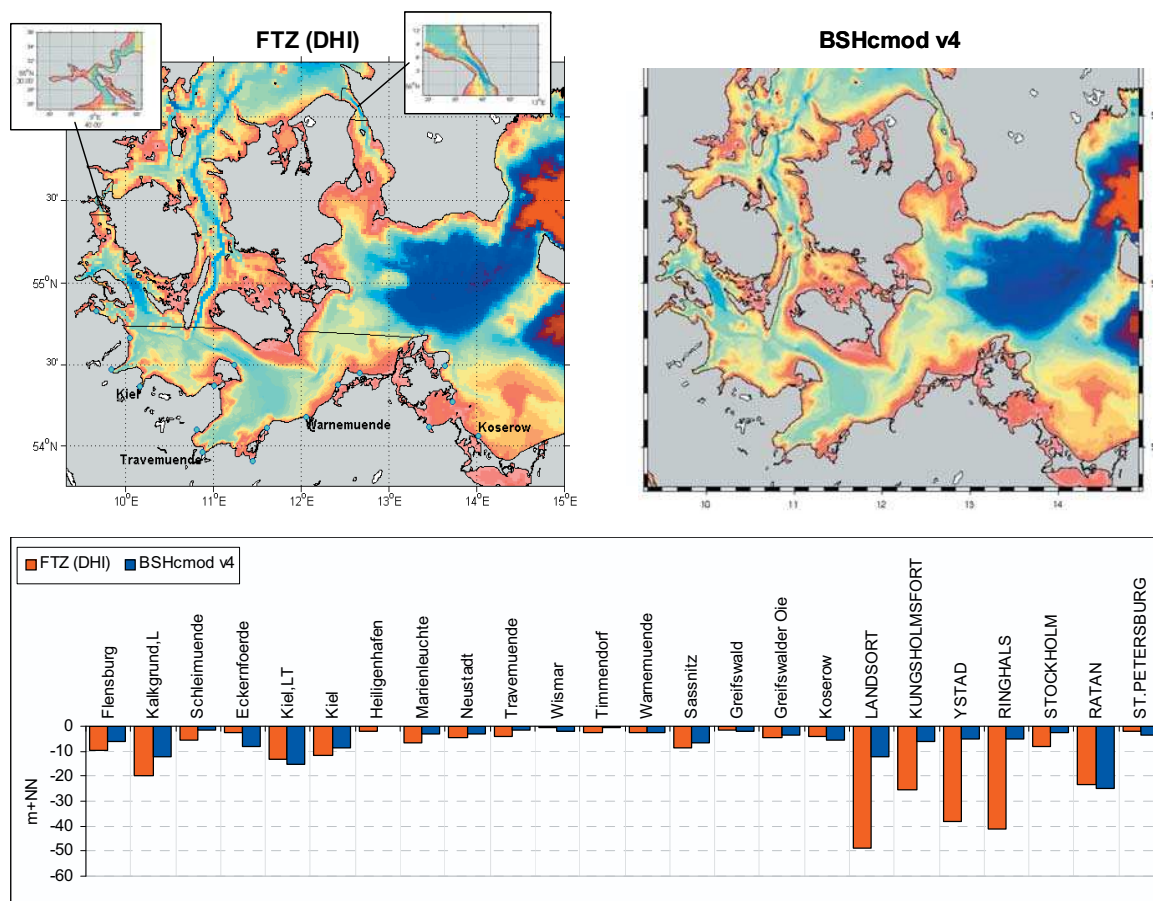 FTZ (DHI)
BSHcmod v4
30'
55°N
30'
54°N
Kiel
Travemuende
Warnemuende
Koserow
10°E
11°E
12°E
13°E
14°E
15°E
10
11
12
13
14
FTZ (DHI)
BSHcmod v4
Flensburg
Kalkgrund,L
Schleimuende
Eckernfoerde
Kiel,LT
Kiel
Heiligenhafen
Marienleuchte
Neustadt
Travemuende
Wismar
Timmendorf
Warnemuende
Sassnitz
Greifswald
Greifswalder Oie
Koserow
LANDSORT
KUNGSHOLMSFORT
YSTAD
RINGHALS
STOCKHOLM
RATAN
ST.PETERSBURG
m+NN
0
-10
-20
-30
-40
-50
-60